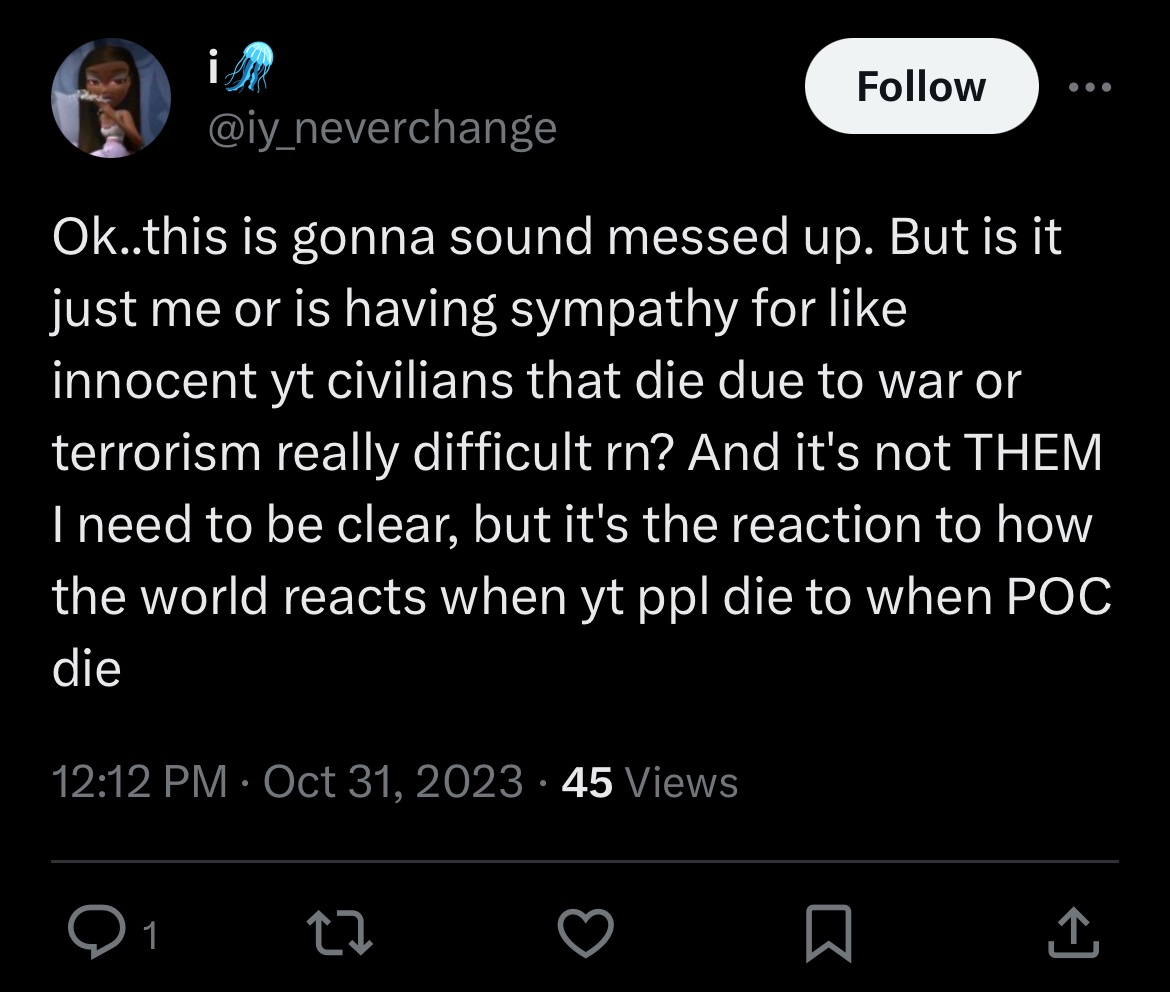 i🪼
@iy_neverchange
Follow
Ok..this is gonna sound messed up. But is it
just me or is having sympathy for like
innocent yt civilians that die due to war or
terrorism really difficult rn? And it's not THEM
I need to be clear, but it's the reaction to how
the world reacts when yt ppl die to when POC
die
12:12 PM · Oct 31, 2023 · 45 Views
1